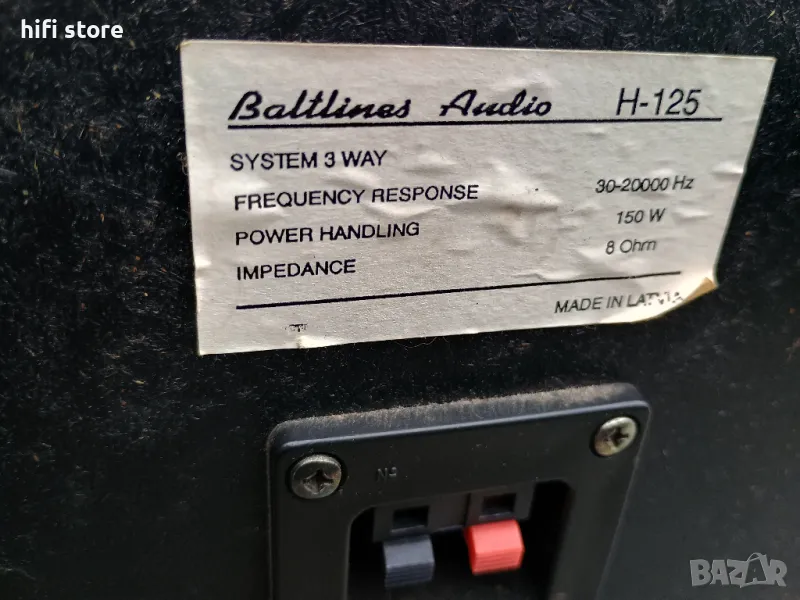 hifi store
Baltlines Audio H-125
SYSTEM 3 WAY
FREQUENCY RESPONSE 30-20000 Hz
POWER HANDLING 150 W
IMPEDANCE 8 Ohm
MADE IN LATVIA
No
BAZAR